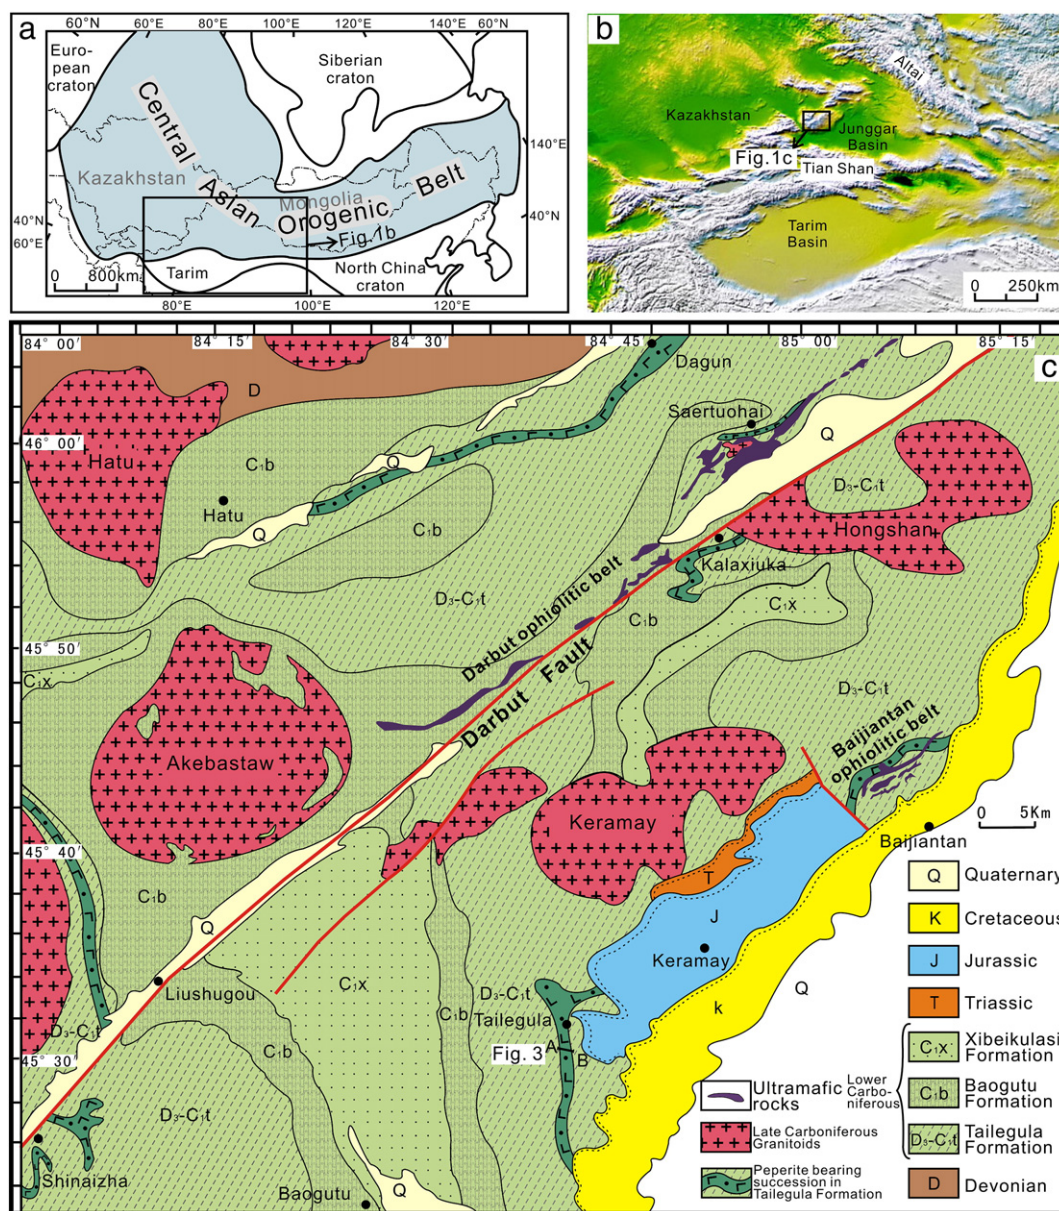 a
60°N
80°E
100°E
120°E
140°E
60°N
Euro-
pean
craton
Siberian
craton
Central
Asian
Orogenic
Belt
Kazakhstan
Mongolia
140°E
40°N
60°E
40°N
Fig.1b
0 800km
Tarim
North China
craton
80°E
100°E
120°E
b
Altai
Kazakhstan
Junggar
Basin
Fig.1c
Tian Shan
Tarim
Basin
0 250km
84° 00′
84° 15′
84° 30′
84° 45′
85° 00′
85° 15′
c
D
Dagun
Saertuohai
Q
46° 00′
Hatu
C₁b
Q
D₃-C₁t
Hatu
C₁b
Hongshan
Q
Kalaxiuka
D₃-C₁t
C₁x
C₁b
Darbut ophiolitic belt
45° 50′
C₁x
Darbut Fault
D₃-C₁t
Baijiantan
ophiolitic belt
Akebastaw
Keramay
0 5Km
Baijiantan
45° 40′
C₁b
T
J
Q
Keramay
Liushugou
C₁x
C₁b
D₃-C₁t
Tailegula
Q
k
D₃-C₁t
45° 30′
C₁b
Fig. 3
A
B
D₃-C₁t
Shinaizha
Baogutu
Q
Q Quaternary
K Cretaceous
J Jurassic
T Triassic
Lower
Carbo-
niferous
C₁x Xibeikulasi
Formation
C₁b Baogutu
Formation
D₃-C₁t Tailegula
Formation
D Devonian
Ultramafic
rocks
Late Carboniferous
Granitoids
Peperite bearing
succession in
Tailegula Formation